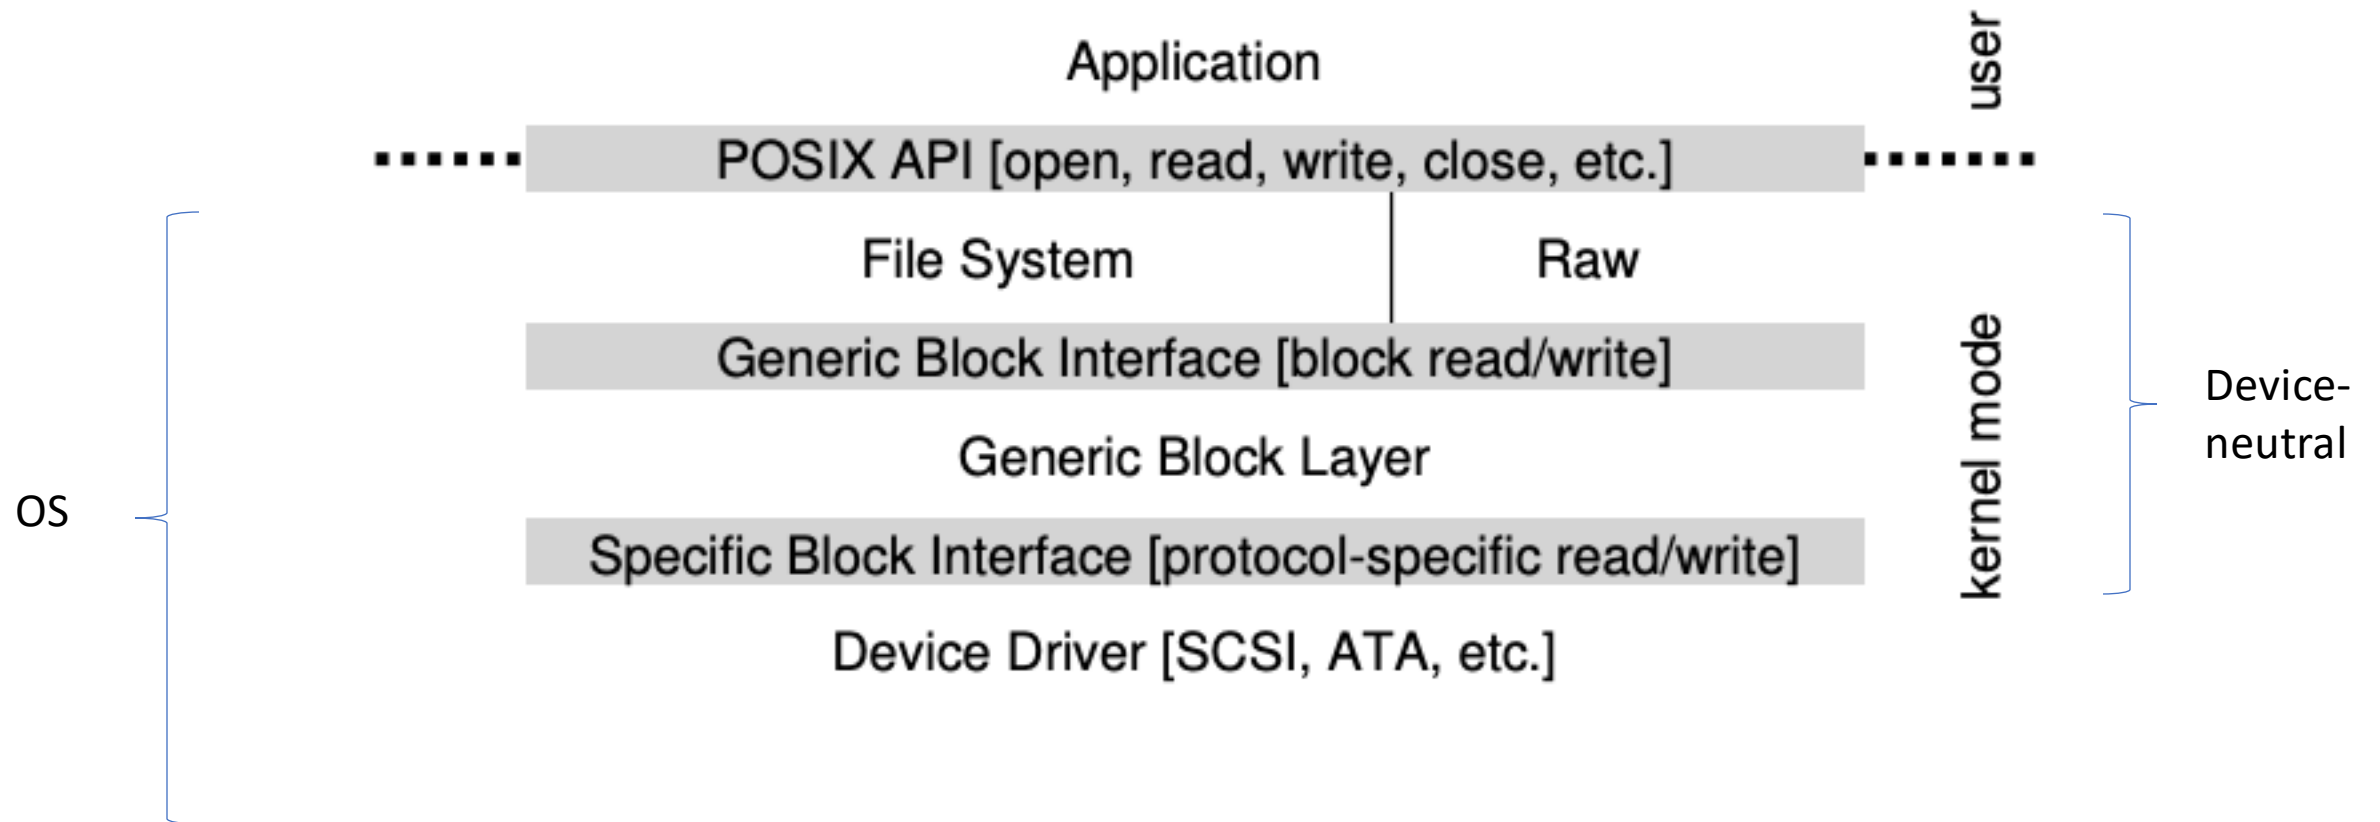 Application
user
POSIX API [open, read, write, close, etc.]
File System
Raw
Generic Block Interface [block read/write]
kernel mode
Device-
neutral
Generic Block Layer
OS
Specific Block Interface [protocol-specific read/write]
Device Driver [SCSI, ATA, etc.]